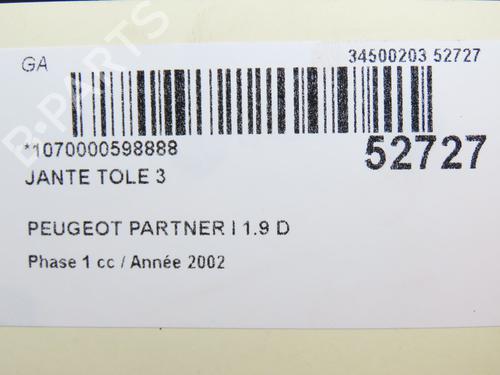 GA 34500203 52727
*1070000598888 52727
JANTE TOLE 3
PEUGEOT PARTNER I 1.9 D
Phase 1 cc / Année 2002
B-PARTS